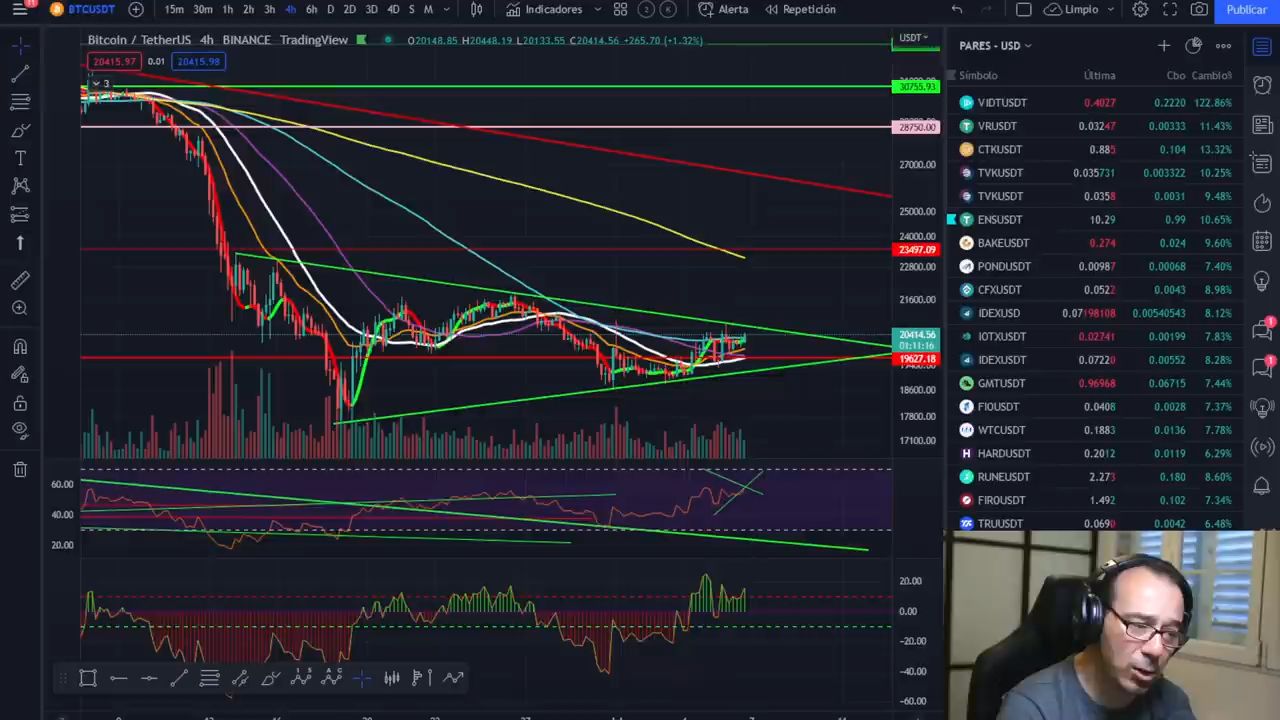 11 BTCUSDT 15m 30m 1h 2h 3h 4h 6h D 2D 3D 4D S M Indicadores 2 3 Alerta Repetición Limpio Publicar
Bitcoin / TetherUS 4h BINANCE TradingView O20148.85 H20448.19 L20133.55 C20414.56 +265.70 (+1.32%)
USDT
20415.97 0.01 20415.98
3
30755.93
28750.00
27000.00
25000.00
24000.00
23497.09
22800.00
21600.00
20414.56
01:11:16
19627.18
18600.00
17800.00
17100.00
60.00
40.00
20.00
20.00
0.00
-20.00
-40.00
-60.00
PARES - USD
Símbolo Última Cbo Cambio%
VIDTUSDT 0.4027 0.2220 122.86%
VRUSDT 0.03247 0.00333 11.43%
CTKUSDT 0.885 0.104 13.32%
TVKUSDT 0.035731 0.003322 10.25%
TVKUSDT 0.0358 0.0031 9.48%
ENSUSDT 10.29 0.99 10.65%
BAKEUSDT 0.274 0.024 9.60%
PONDUSDT 0.00987 0.00068 7.40%
CFXUSDT 0.0522 0.0043 8.98%
IDEXUSD 0.07198108 0.00540543 8.12%
IOTXUSDT 0.02741 0.00199 7.83%
IDEXUSDT 0.0722 0.00552 8.28%
GMTUSDT 0.96968 0.06715 7.44%
FIOUSDT 0.0408 0.0028 7.37%
WTCUSDT 0.1883 0.0136 7.78%
HARDUSDT 0.2012 0.0119 6.29%
RUNEUSDT 2.273 0.180 8.60%
FIROUSDT 1.492 0.102 7.34%
TRUUSDT 0.0690 0.0042 6.48%